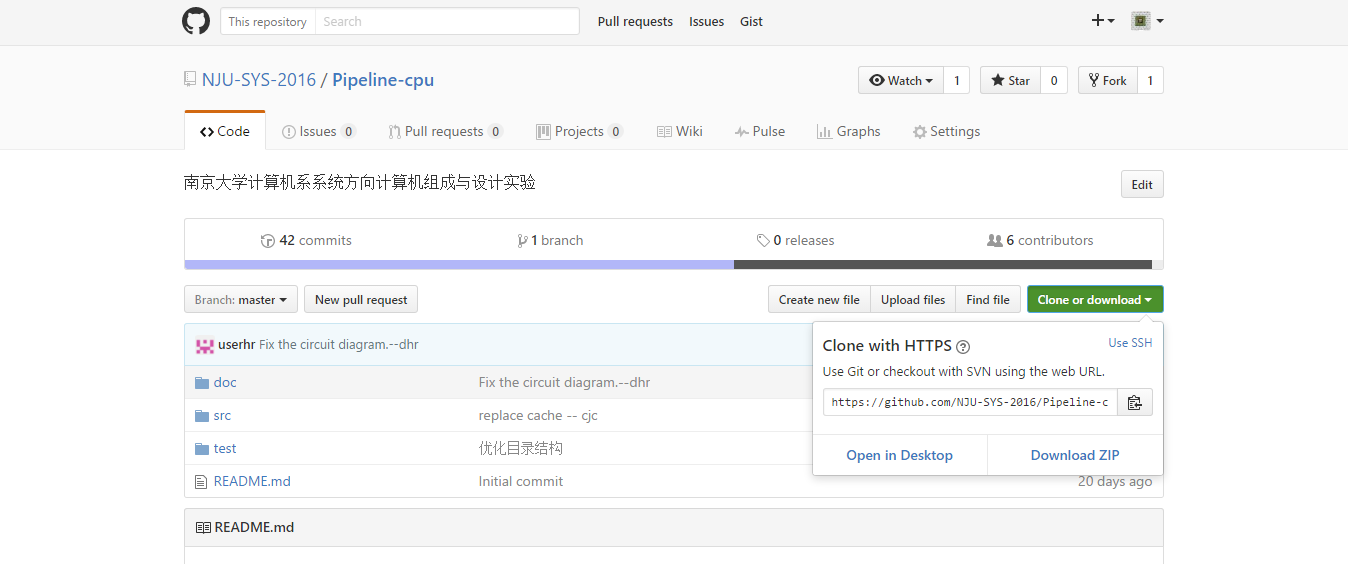 This repository Search Pull requests Issues Gist
NJU-SYS-2016 / Pipeline-cpu Watch 1 Star 0 Fork 1
Code Issues 0 Pull requests 0 Projects 0 Wiki Pulse Graphs Settings
南京大学计算机系系统方向计算机组成与设计实验 Edit
42 commits 1 branch 0 releases 6 contributors
Branch: master New pull request Create new file Upload files Find file Clone or download
userhr Fix the circuit diagram.--dhr
doc Fix the circuit diagram.--dhr
src replace cache -- cjc
test 优化目录结构
README.md Initial commit 20 days ago
Clone with HTTPS ? Use SSH
Use Git or checkout with SVN using the web URL.
https://github.com/NJU-SYS-2016/Pipeline-c
Open in Desktop Download ZIP
README.md